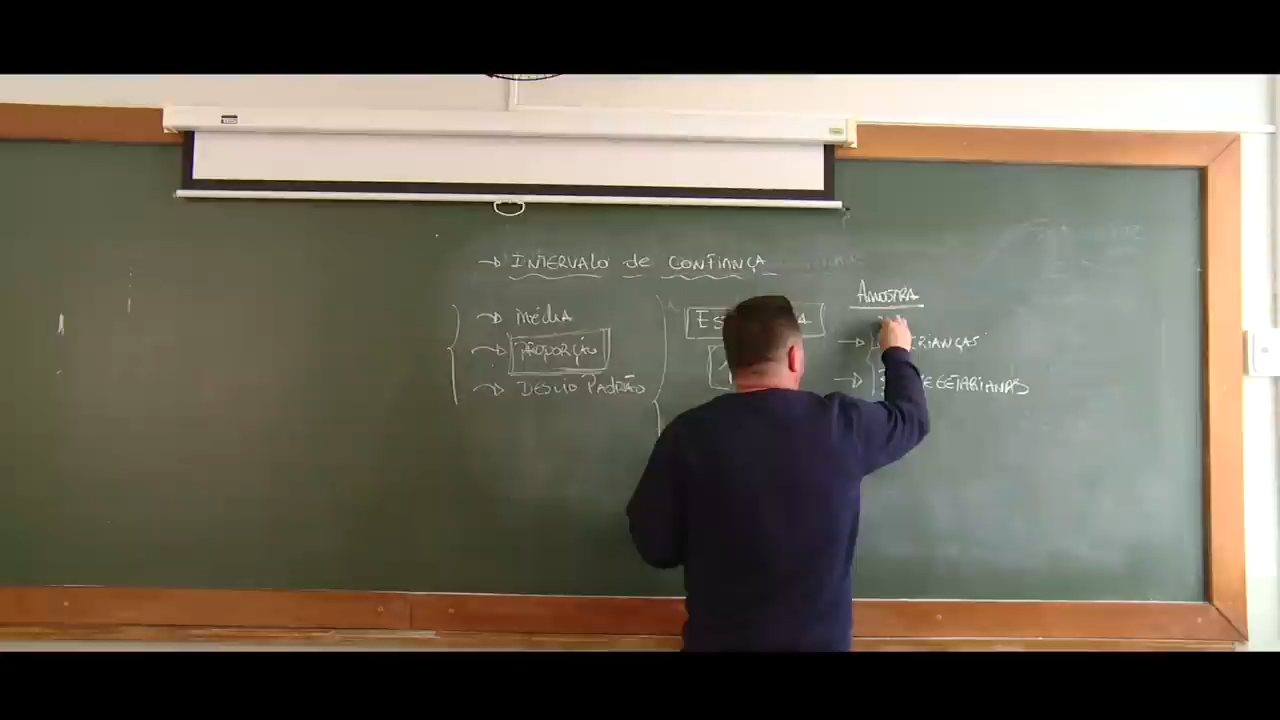 → INTERVALO de CONFIANÇA
→ MÉDIA
→ PROPORÇÃO
→ DESVIO PADRÃO
AMOSTRA
→ CRIANÇAS
→ VEGETARIANAS